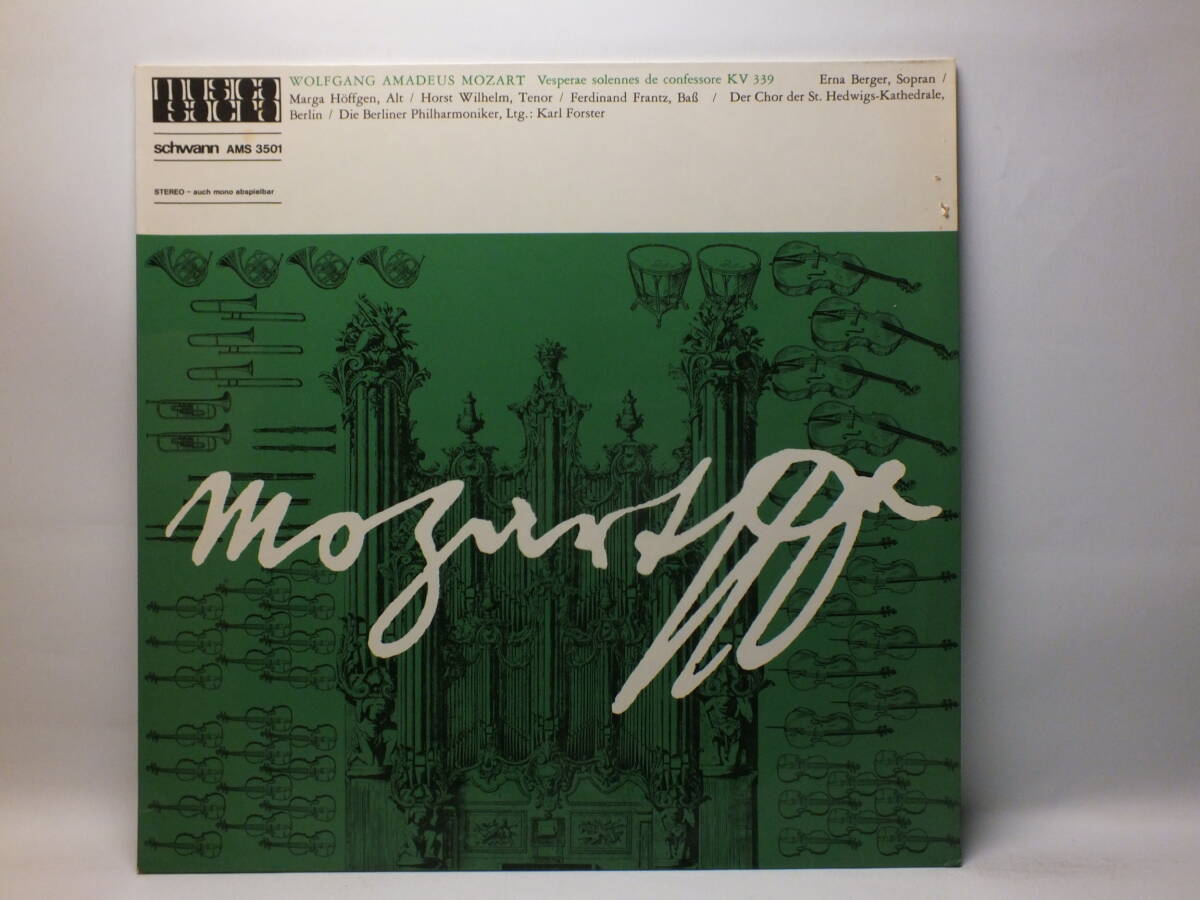 musica
sacra
WOLFGANG AMADEUS MOZART Vesperae solennes de confessore KV 339 Erna Berger, Sopran /
Marga Höffgen, Alt / Horst Wilhelm, Tenor / Ferdinand Frantz, Baß / Der Chor der St. Hedwigs-Kathedrale,
Berlin / Die Berliner Philharmoniker, Ltg.: Karl Forster
schwann AMS 3501
STEREO – auch mono abspielbar
Mozart